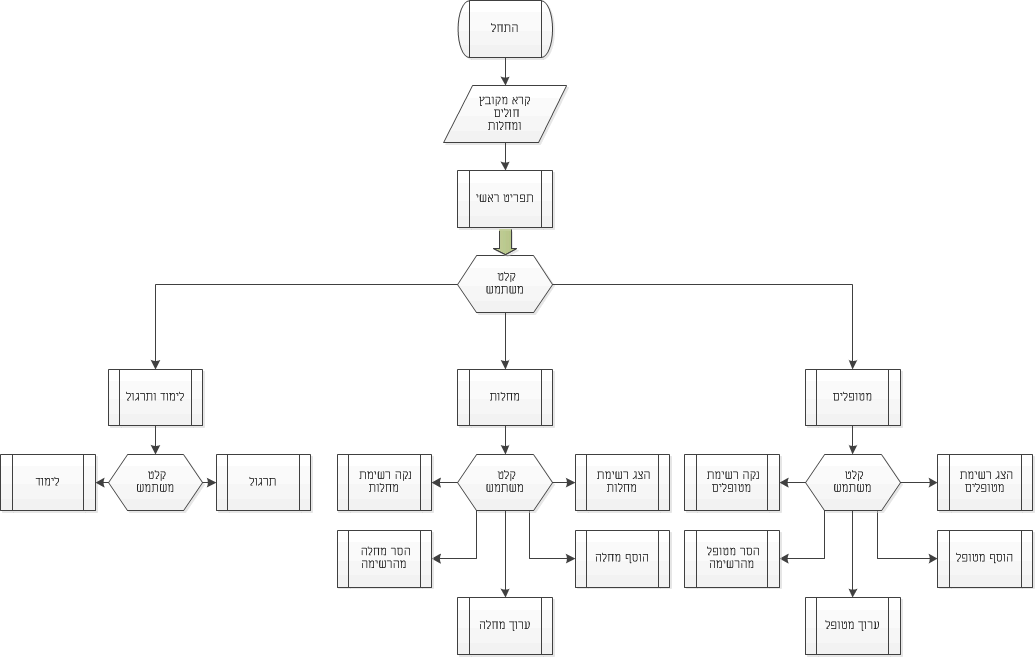 התחל
קרא מקובץ
חולים
ומחלות
תפריט ראשי
קלט
משתמש
מטופלים
מחלות
לימוד ותרגול
הצג רשימת
מטופלים
קלט
משתמש
נקה רשימת
מטופלים
הצג רשימת
מחלות
קלט
משתמש
נקה רשימת
מחלות
תרגול
קלט
משתמש
לימוד
הוסף מטופל
הסר מטופל
מהרשימה
הוסף מחלה
הסר מחלה
מהרשימה
ערוך מטופל
ערוך מחלה